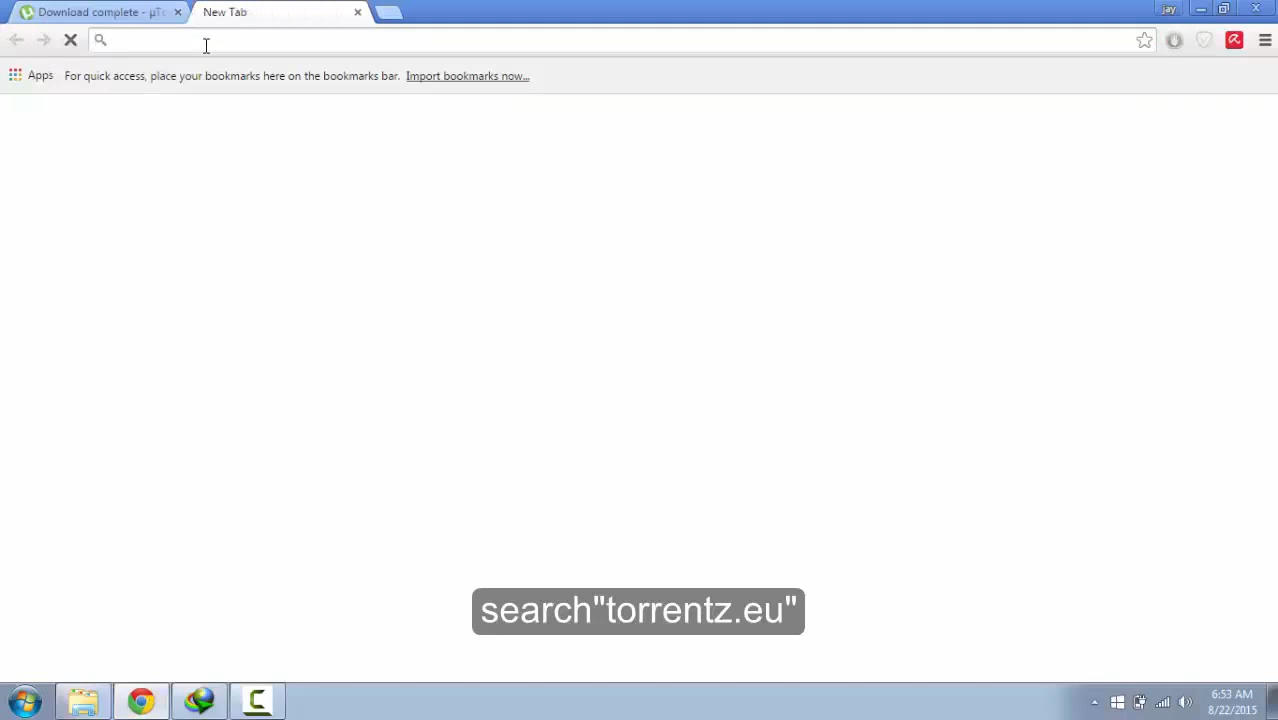 Download complete - µTo
New Tab
jay
Apps
For quick access, place your bookmarks here on the bookmarks bar.
Import bookmarks now...
search"torrentz.eu"
6:53 AM
8/22/2015